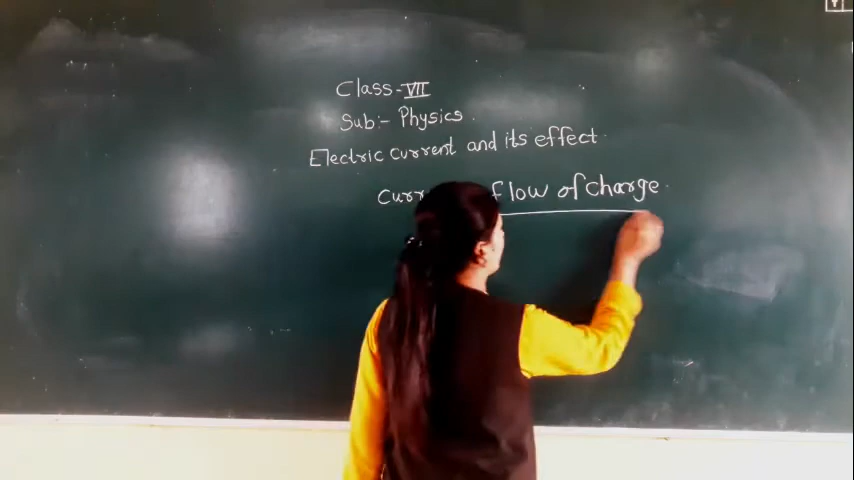 Class-VII
Sub:- Physics.
Electric current and its effect.
flow of charge.